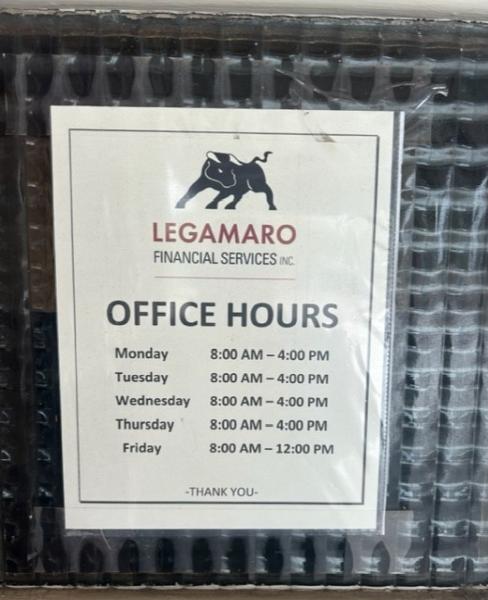 LEGAMARO
FINANCIAL SERVICES INC.
OFFICE HOURS
Monday 8:00 AM – 4:00 PM
Tuesday 8:00 AM – 4:00 PM
Wednesday 8:00 AM – 4:00 PM
Thursday 8:00 AM – 4:00 PM
Friday 8:00 AM – 12:00 PM
-THANK YOU-